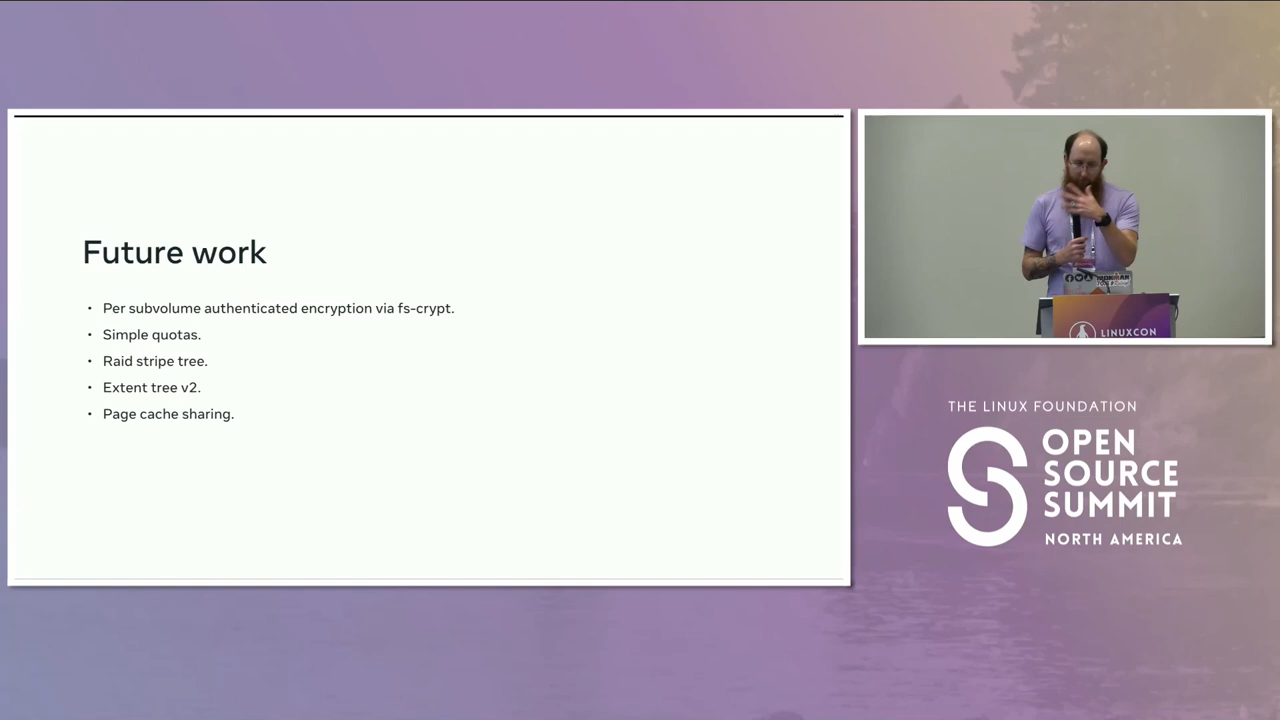 Future work
• Per subvolume authenticated encryption via fs-crypt.
• Simple quotas.
• Raid stripe tree.
• Extent tree v2.
• Page cache sharing.
IRONMAN
LINUXCON
THE LINUX FOUNDATION
OPEN
SOURCE
SUMMIT
NORTH AMERICA